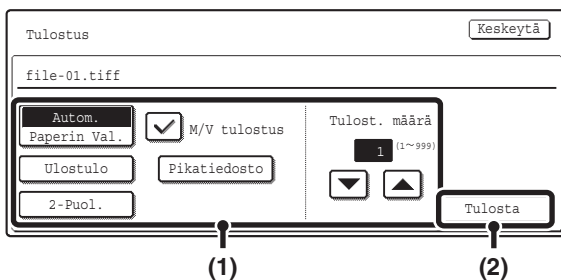 Tulostus
Keskeytä
file-01.tiff
Autom.
Paperin Val.
M/V tulostus
Tulost. määrä
1
(1~999)
Ulostulo
Pikatiedosto
2-Puol.
Tulosta
(1)
(2)